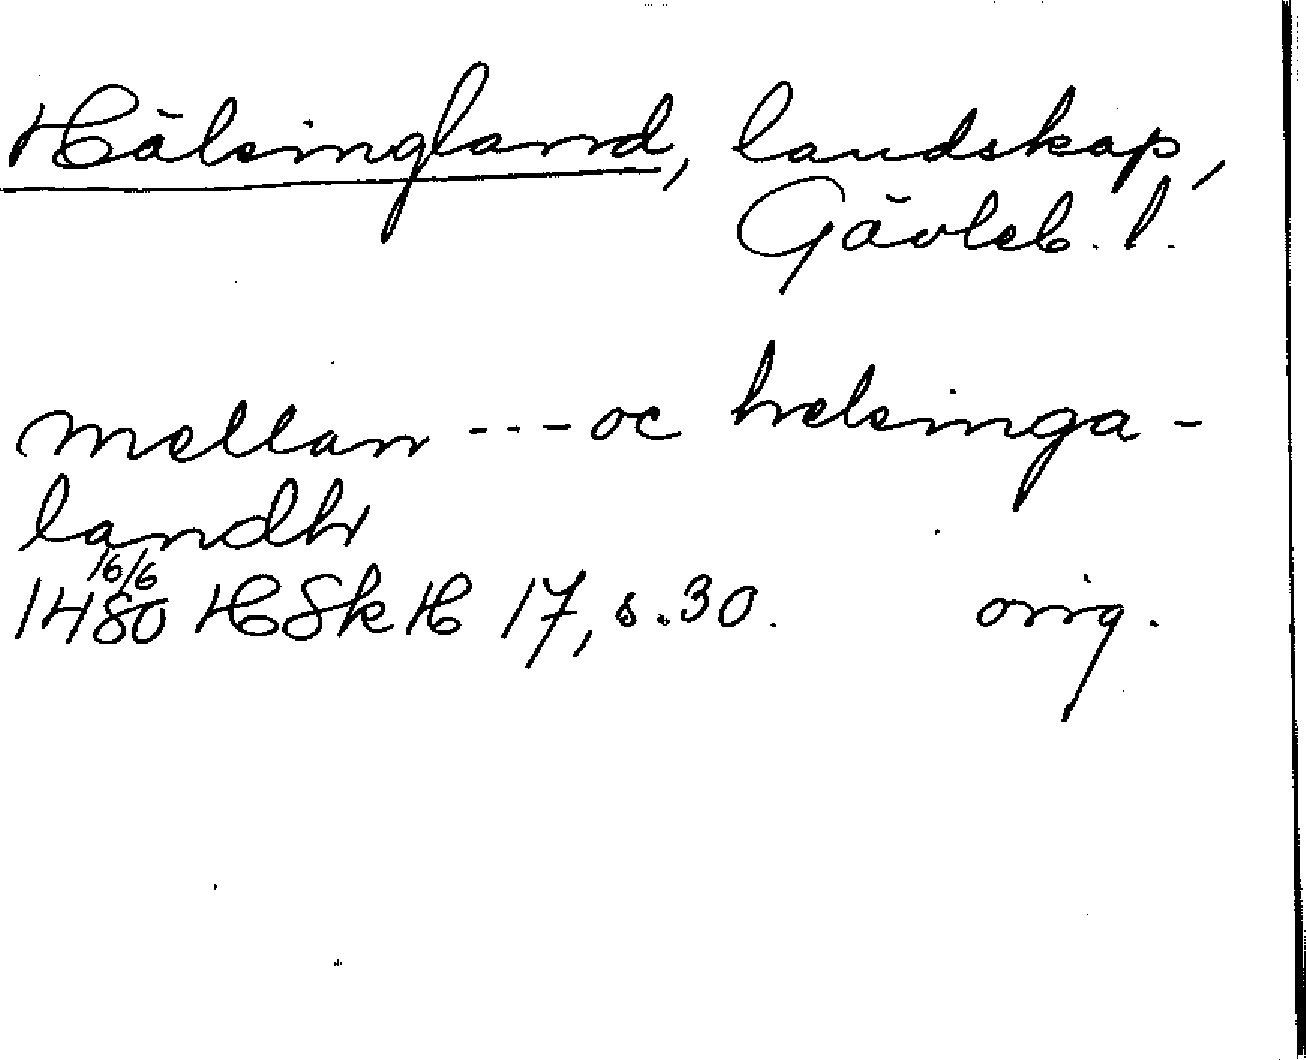 Hälsingland, landskap,
Gävleb. l.
mellan --- oc helsinga-
landh
16/6
1480 HSkH 17, s. 30. orig.